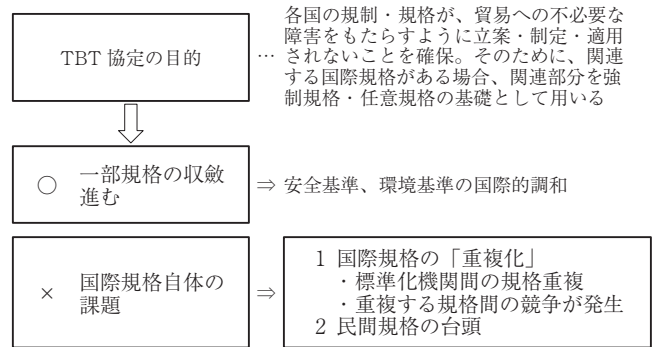 TBT 協定の目的
… 各国の規制・規格が、貿易への不必要な
障害をもたらすように立案・制定・適用
されないことを確保。そのために、関連
する国際規格がある場合、関連部分を強
制規格・任意規格の基礎として用いる
○ 一部規格の収斂
進む
⇒ 安全基準、環境基準の国際的調和
× 国際規格自体の
課題
⇒
1 国際規格の「重複化」
・標準化機関間の規格重複
・重複する規格間の競争が発生
2 民間規格の台頭